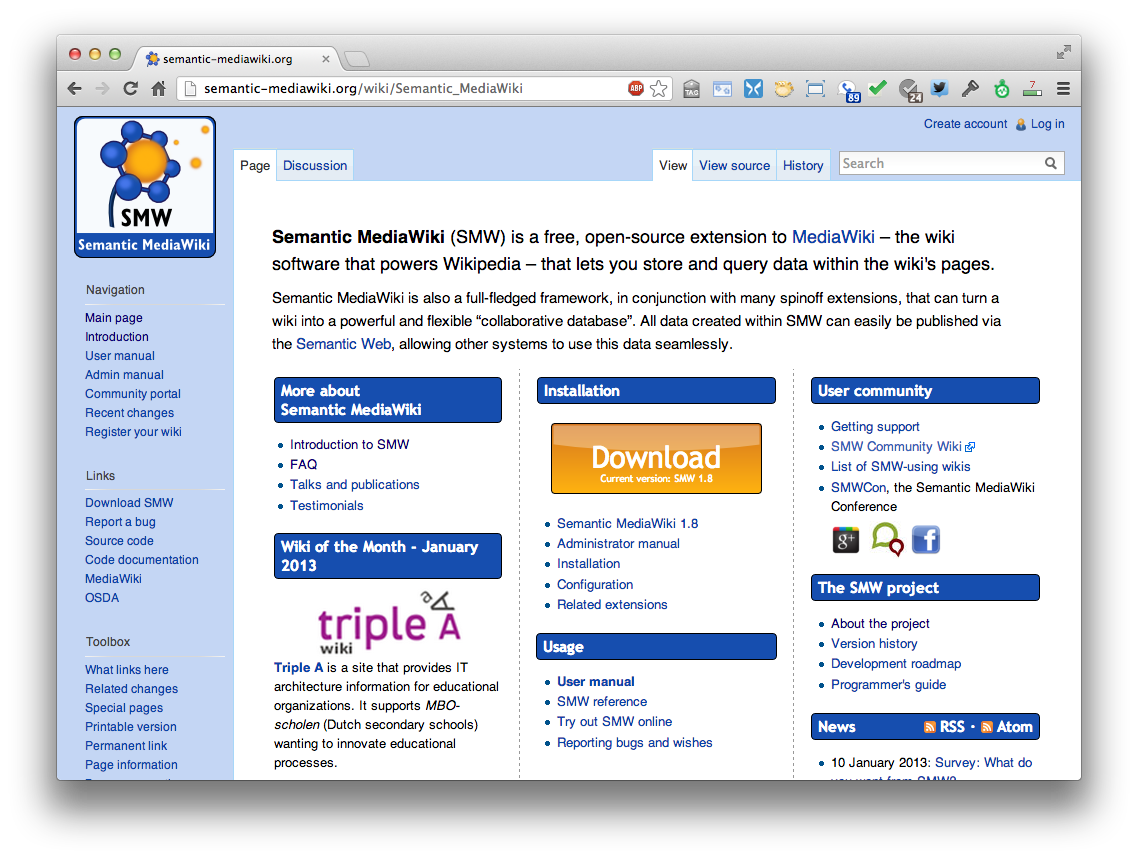 semantic-mediawiki.org
semantic-mediawiki.org/wiki/Semantic_MediaWiki
ABP
TAG
89
24
7
Create account Log in
SMW
Semantic MediaWiki
Page Discussion View View source History Search
Navigation
Main page
Introduction
User manual
Admin manual
Community portal
Recent changes
Register your wiki
Links
Download SMW
Report a bug
Source code
Code documentation
MediaWiki
OSDA
Toolbox
What links here
Related changes
Special pages
Printable version
Permanent link
Page information
Semantic MediaWiki (SMW) is a free, open-source extension to MediaWiki – the wiki
software that powers Wikipedia – that lets you store and query data within the wiki's pages.
Semantic MediaWiki is also a full-fledged framework, in conjunction with many spinoff extensions, that can turn a
wiki into a powerful and flexible “collaborative database”. All data created within SMW can easily be published via
the Semantic Web, allowing other systems to use this data seamlessly.
More about
Semantic MediaWiki
Introduction to SMW
FAQ
Talks and publications
Testimonials
Wiki of the Month - January
2013
triple A
wiki
Triple A is a site that provides IT
architecture information for educational
organizations. It supports MBO-
scholen (Dutch secondary schools)
wanting to innovate educational
processes.
Installation
Download
Current version: SMW 1.8
Semantic MediaWiki 1.8
Administrator manual
Installation
Configuration
Related extensions
Usage
User manual
SMW reference
Try out SMW online
Reporting bugs and wishes
User community
Getting support
SMW Community Wiki
List of SMW-using wikis
SMWCon, the Semantic MediaWiki
Conference
g+
f
The SMW project
About the project
Version history
Development roadmap
Programmer's guide
News RSS · Atom
10 January 2013: Survey: What do
you want from SMW?